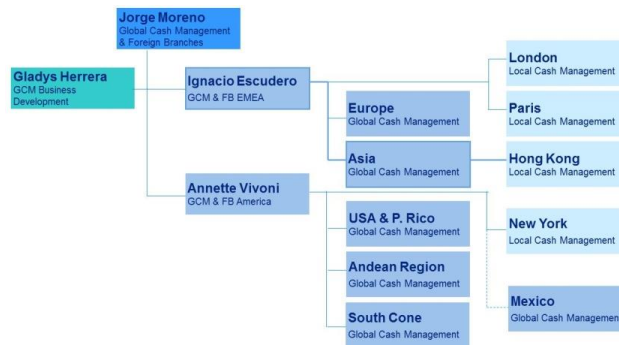 Jorge Moreno
Global Cash Management
& Foreign Branches
Gladys Herrera
GCM Business
Development
Ignacio Escudero
GCM & FB EMEA
Europe
Global Cash Management
Asia
Global Cash Management
London
Local Cash Management
Paris
Local Cash Management
Hong Kong
Local Cash Management
Annette Vivoni
GCM & FB America
USA & P. Rico
Global Cash Management
Andean Region
Global Cash Management
South Cone
Global Cash Management
New York
Local Cash Management
Mexico
Global Cash Management